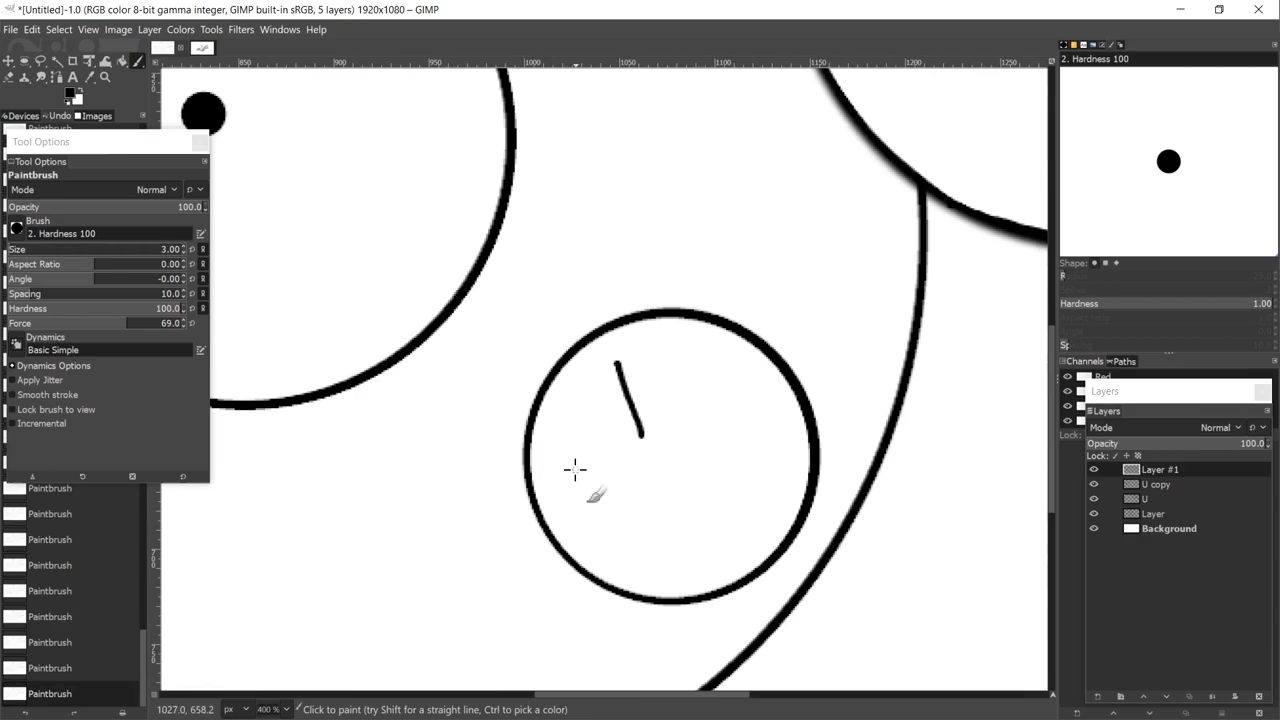 *[Untitled]-1.0 (RGB color 8-bit gamma integer, GIMP built-in sRGB, 5 layers) 1920x1080 – GIMP
File Edit Select View Image Layer Colors Tools Filters Windows Help
Devices Undo Images
Paintbrush
Tool Options
Tool Options
Paintbrush
Mode Normal
Opacity 100.0
Brush
2. Hardness 100
Size 3.00
Aspect Ratio 0.00
Angle -0.00
Spacing 10.0
Hardness 100.0
Force 69.0
Dynamics
Basic Simple
Dynamics Options
Apply Jitter
Smooth stroke
Lock brush to view
Incremental
Paintbrush
Paintbrush
Paintbrush
Paintbrush
Paintbrush
Paintbrush
Paintbrush
Paintbrush
Paintbrush
850 900 950 1000 1050 1100 1150 1200 1250
700
750
1027.0, 658.2 px 400 % Click to paint (try Shift for a straight line, Ctrl to pick a color)
2. Hardness 100
Shape:
Hardness 1.00
Channels Paths
Red
Layers
Layers
Mode Normal
Opacity 100.0
Lock:
Lock:
Layer #1
U copy
U
Layer
Background